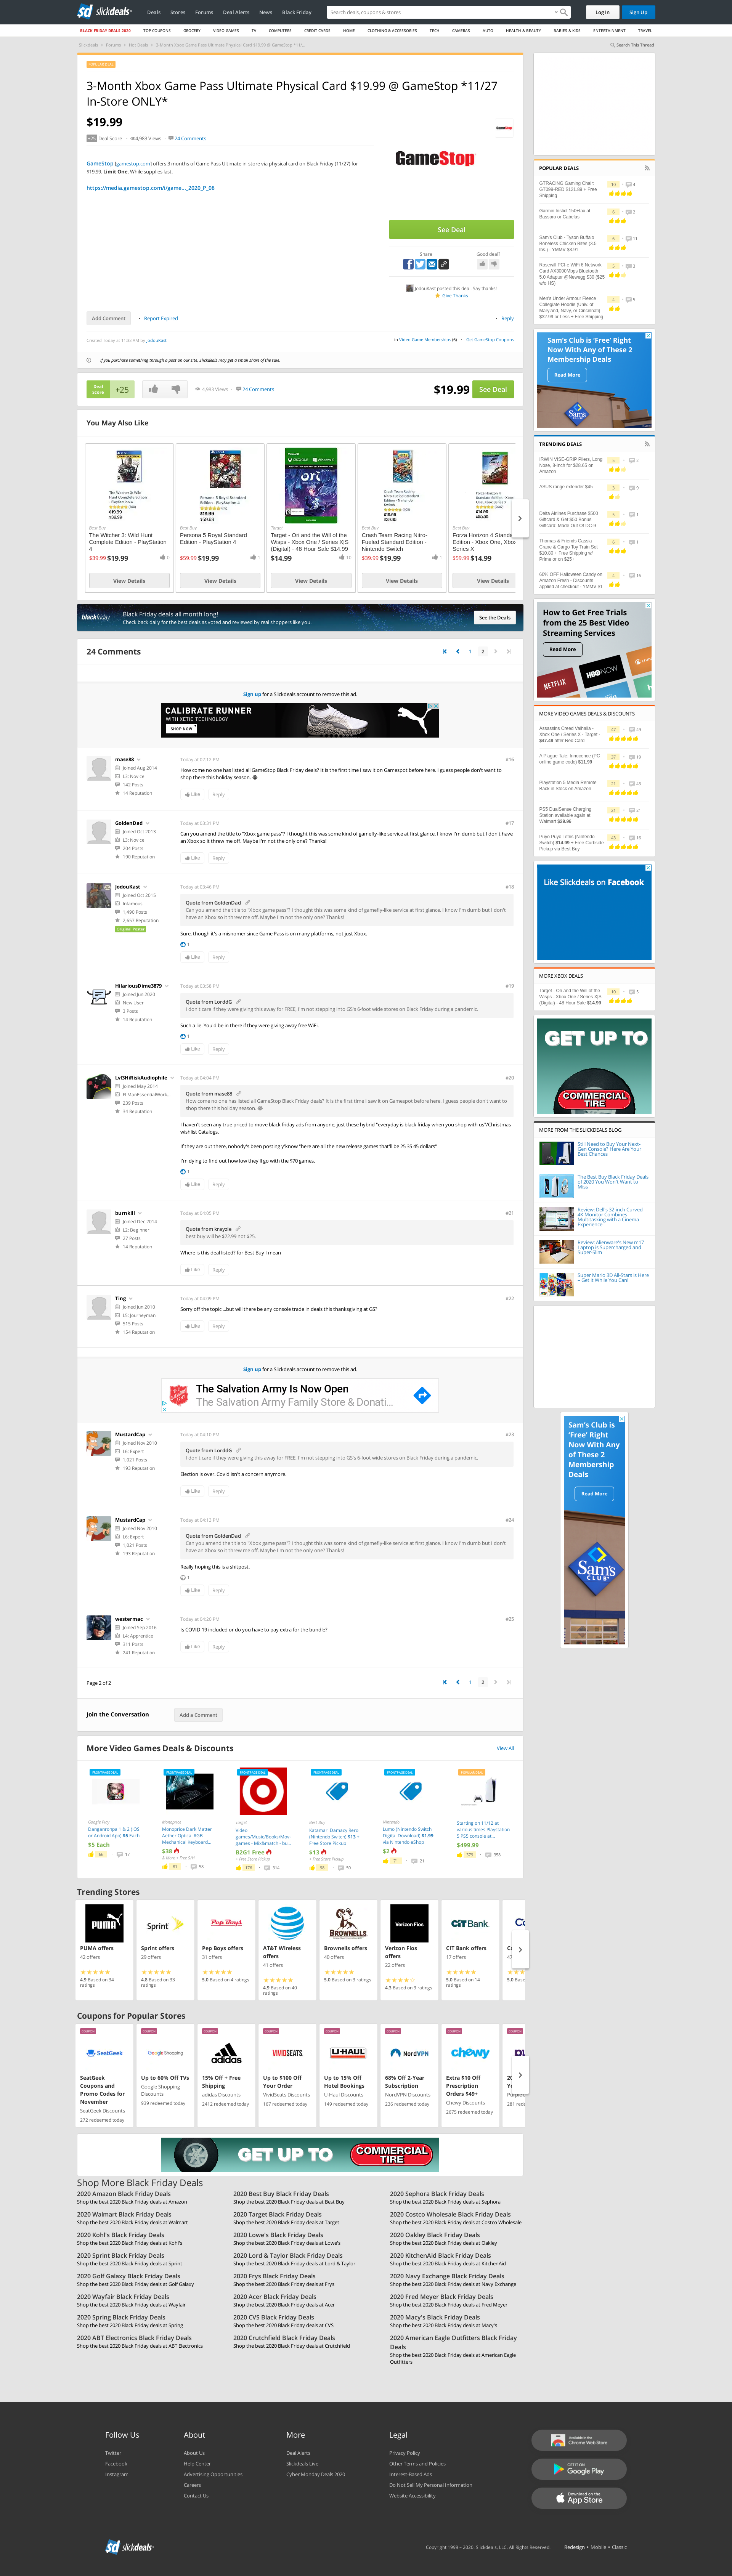 slickdeals
Deals Stores Forums Deal Alerts News Black Friday
Search deals, coupons & stores
Log In Sign Up
BLACK FRIDAY DEALS 2020 TOP COUPONS GROCERY VIDEO GAMES TV COMPUTERS CREDIT CARDS HOME CLOTHING & ACCESSORIES TECH CAMERAS AUTO HEALTH & BEAUTY BABIES & KIDS ENTERTAINMENT TRAVEL
Search This Thread
3-Month Xbox Game Pass Ultimate Physical Card $19.99 @ GameStop *11/27
In-Store ONLY*
$19.99
Deal Score 4,983 Views 24 Comments
GameStop [gamestop.com] offers 3 months of Game Pass Ultimate in-store via physical card on Black Friday (11/27) for
$19.99. Limit One. While supplies last.
https://media.gamestop.com/i/game..._2020_P_08
GameStop
See Deal
Share Good deal?
JodouKast posted this deal. Say thanks!
Give Thanks
Add Comment Report Expired Reply
Created Today at 11:24 AM by JodouKast
in Video Game Memberships (6) Get GameStop Coupons
If you purchase something through a post on our site, Slickdeals may get a small share of the sale.
Deal Score +25 4,983 Views 24 Comments $19.99 See Deal
You May Also Like
Best Buy
The Witcher 3: Wild Hunt Complete Edition - PlayStation 4
$39.99 $19.99
View Details
Best Buy
Persona 5 Royal Standard Edition - PlayStation 4
$59.99 $19.99
View Details
Target
Target - Ori and the Will of the Wisps - Xbox One / Series X|S (Digital) - 48 Hour Sale $14.99
$14.99
View Details
Best Buy
Crash Team Racing Nitro-Fueled Standard Edition - Nintendo Switch
$39.99 $19.99
View Details
Best Buy
Forza Horizon 4 Standard Edition - Xbox One, Xbox Series X
$59.99 $14.99
View Details
blackfriday
Black Friday deals all month long!
Check back daily for the best deals as voted and reviewed by real shoppers like you.
See the Deals
24 Comments
1 2
Sign up for a Slickdeals account to remove this ad.
CALIBRATE RUNNER
WITH XETIC TECHNOLOGY
SHOP NOW
mase88
Joined Aug 2014
L3: Novice
142 Posts
14 Reputation
Today at 02:12 PM #16
How come no one has listed all GameStop Black Friday deals? It is the first time I saw it on Gamespot before here. I guess people don't want to
shop there this holiday season. 😂
Like Reply
GoldenDad
Joined Oct 2013
L3: Novice
204 Posts
190 Reputation
Today at 03:31 PM #17
Can you amend the title to "Xbox game pass"? I thought this was some kind of gamefly-like service at first glance. I know I'm dumb but I don't
have an Xbox so it threw me off. Maybe I'm not the only one? Thanks!
Like Reply
JodouKast
Joined Oct 2015
Infamous
1,490 Posts
2,657 Reputation
Original Poster
Today at 03:46 PM #18
Quote from GoldenDad
Can you amend the title to "Xbox game pass"? I thought this was some kind of gamefly-like service at first glance. I know I'm dumb but I don't
have an Xbox so it threw me off. Maybe I'm not the only one? Thanks!
Sure, though it's a misnomer since Game Pass is on many platforms, not just Xbox.
1
Like Reply
HilariousDime3879
Joined Jun 2020
New User
3 Posts
14 Reputation
Today at 03:58 PM #19
Quote from LorddG
I don't care if they were giving this away for FREE, I'm not stepping into GS's 6-foot wide stores on Black Friday during a pandemic.
Such a lie. You'd be in there if they were giving away free WiFi.
1
Like Reply
Lvl3HiRiskAudiophile
Joined May 2014
FLManEssentialWork...
239 Posts
34 Reputation
Today at 04:04 PM #20
Quote from mase88
How come no one has listed all GameStop Black Friday deals? It is the first time I saw it on Gamespot before here. I guess people don't want to
shop there this holiday season. 😂
I haven't seen any true proof to move black friday ads from anyone, just these hybrid "everyday is black friday when you shop with us"/Christmas
wishlist Catalogs.
If they are out there, nobody's been posting y'know "here are all the new release games that'll be 25 35 45 dollars"
I'm dying to find out how low they'll go with the $70 games.
1
Like Reply
burnkill
Joined Dec 2014
L2: Beginner
27 Posts
14 Reputation
Today at 04:05 PM #21
Quote from krayzie
best buy will be $22.99 not $25.
Where is this deal listed? for Best Buy I mean
Like Reply
Ting
Joined Jun 2010
L5: Journeyman
515 Posts
104 Reputation
Today at 04:09 PM #22
Sorry off the topic ...but will there be any console trade in deals this thanksgiving at GS?
Like Reply
Sign up for a Slickdeals account to remove this ad.
The Salvation Army Is Now Open
The Salvation Army Family Store & Donati...
MustardCap
Joined Nov 2010
L6: Expert
1,021 Posts
193 Reputation
Today at 04:10 PM #23
Quote from LorddG
I don't care if they were giving this away for FREE, I'm not stepping into GS's 6-foot wide stores on Black Friday during a pandemic.
Election is over. Covid isn't a concern anymore.
Like Reply
MustardCap
Joined Nov 2010
L6: Expert
1,021 Posts
193 Reputation
Today at 04:13 PM #24
Quote from GoldenDad
Can you amend the title to "Xbox game pass"? I thought this was some kind of gamefly-like service at first glance. I know I'm dumb but I don't
have an Xbox so it threw me off. Maybe I'm not the only one? Thanks!
Really hoping this is a shitpost.
1
Like Reply
westermac
Joined Sep 2016
L4: Apprentice
311 Posts
241 Reputation
Today at 04:20 PM #25
Is COVID-19 included or do you have to pay extra for the bundle?
Like Reply
Page 2 of 2
1 2
Join the Conversation Add a Comment
More Video Games Deals & Discounts View All
Google Play
Danganronpa 1 & 2 (iOS or Android App) $5 Each
$5 Each
Monoprice
Monoprice Dark Matter Aether Optical RGB Mechanical Keyboard...
$38
Target
Video games/Music/Books/Movies games - Mix&match - bu...
B2G1 Free
+ Free Store Pickup
Best Buy
Katamari Damacy Reroll (Nintendo Switch) $13 + Free Store Pickup
$13
+ Free Store Pickup
Nintendo
Lumo (Nintendo Switch Digital Download) $1.99 via Nintendo eShop
$2
Starting on 11/12 at various times Playstation 5 PS5 console at...
$499.99
Trending Stores
PUMA offers
42 offers
4.9 Based on 34 ratings
Sprint offers
29 offers
4.8 Based on 33 ratings
Pep Boys offers
31 offers
5.0 Based on 4 ratings
AT&T Wireless offers
41 offers
4.9 Based on 40 ratings
Brownells offers
40 offers
5.0 Based on 3 ratings
Verizon Fios offers
22 offers
4.3 Based on 9 ratings
CIT Bank offers
17 offers
5.0 Based on 14 ratings
Coupons for Popular Stores
SeatGeek Coupons and Promo Codes for November
SeatGeek Discounts
272 redeemed today
Up to 60% Off TVs
Google Shopping Discounts
939 redeemed today
15% Off + Free Shipping
adidas Discounts
2412 redeemed today
Up to $100 Off Your Order
VividSeats Discounts
167 redeemed today
Up to 15% Off Hotel Bookings
U-Haul Discounts
149 redeemed today
68% Off 2-Year Subscription
NordVPN Discounts
236 redeemed today
Extra $10 Off Prescription Orders $49+
Chewy Discounts
2675 redeemed today
GET UP TO COMMERCIAL TIRE
Shop More Black Friday Deals
2020 Amazon Black Friday Deals
Shop the best 2020 Black Friday deals at Amazon
2020 Best Buy Black Friday Deals
Shop the best 2020 Black Friday deals at Best Buy
2020 Sephora Black Friday Deals
Shop the best 2020 Black Friday deals at Sephora
2020 Walmart Black Friday Deals
Shop the best 2020 Black Friday deals at Walmart
2020 Target Black Friday Deals
Shop the best 2020 Black Friday deals at Target
2020 Costco Wholesale Black Friday Deals
Shop the best 2020 Black Friday deals at Costco Wholesale
2020 Kohl's Black Friday Deals
Shop the best 2020 Black Friday deals at Kohl's
2020 Lowe's Black Friday Deals
Shop the best 2020 Black Friday deals at Lowe's
2020 Oakley Black Friday Deals
Shop the best 2020 Black Friday deals at Oakley
2020 Sprint Black Friday Deals
Shop the best 2020 Black Friday deals at Sprint
2020 Lord & Taylor Black Friday Deals
Shop the best 2020 Black Friday deals at Lord & Taylor
2020 KitchenAid Black Friday Deals
Shop the best 2020 Black Friday deals at KitchenAid
2020 Golf Galaxy Black Friday Deals
Shop the best 2020 Black Friday deals at Golf Galaxy
2020 Frys Black Friday Deals
Shop the best 2020 Black Friday deals at Frys
2020 Navy Exchange Black Friday Deals
Shop the best 2020 Black Friday deals at Navy Exchange
2020 Wayfair Black Friday Deals
Shop the best 2020 Black Friday deals at Wayfair
2020 Acer Black Friday Deals
Shop the best 2020 Black Friday deals at Acer
2020 Fred Meyer Black Friday Deals
Shop the best 2020 Black Friday deals at Fred Meyer
2020 Spring Black Friday Deals
Shop the best 2020 Black Friday deals at Spring
2020 CVS Black Friday Deals
Shop the best 2020 Black Friday deals at CVS
2020 Macy's Black Friday Deals
Shop the best 2020 Black Friday deals at Macy's
2020 ABT Electronics Black Friday Deals
Shop the best 2020 Black Friday deals at ABT Electronics
2020 Crutchfield Black Friday Deals
Shop the best 2020 Black Friday deals at Crutchfield
2020 American Eagle Outfitters Black Friday Deals
Shop the best 2020 Black Friday deals at American Eagle Outfitters
POPULAR DEALS
GTRACING Gaming Chair: GT099-RED $121.89 + Free Shipping
Garmin Instict 150+tax at Basspro or Cabelas
Sam's Club - Tyson Buffalo Boneless Chicken Bites (3.5 lbs.) - YMMV $3.91
Rosewill PCI-e WiFi 6 Network Card AX3000Mbps Bluetooth 5.0 Adapter @Newegg $30 ($25 w/o HS)
Men's Under Armour Fleece Collegiate Hoodie (Univ. of Maryland, Navy, or Cincinnati) $32.99 or Less + Free Shipping
Sam's Club is 'Free' Right Now With Any of These 2 Membership Deals
Read More
TRENDING DEALS
IRWIN VISE-GRIP Pliers, Long Nose, 8-Inch for $26.65 on Amazon
ASUS range extender $45
Delta Airlines Purchase $500 Giftcard & Get $50 Bonus Giftcard: Made Out Of DC-9
Thomas & Friends Cassia Crane & Cargo Toy Train Set $10.80 + Free Shipping w/ Prime or on $25+
60% OFF Halloween Candy on Amazon Fresh - Discounts applied at checkout - YMMV $1
How to Get Free Trials from the 25 Best Video Streaming Services
Read More
NETFLIX HBO NOW
MORE VIDEO GAMES DEALS & DISCOUNTS
Assassins Creed Valhalla - Xbox One / Series X - Target - $47.49 after Red Card
A Plague Tale: Innocence (PC online game code) $11.09
Playstation 5 Media Remote Back in Stock on Amazon
PS5 DualSense Charging Station available again at Walmart $29.96
Puyo Puyo Tetris (Nintendo Switch) $14.99 + Free Curbside Pickup via Best Buy
Like Slickdeals on Facebook
MORE XBOX DEALS
Target - Ori and the Will of the Wisps - Xbox One / Series X|S (Digital) - 48 Hour Sale $14.99
GET UP TO
COMMERCIAL TIRE
MORE FROM THE SLICKDEALS BLOG
Still Need to Buy Your Next-Gen Console? Here Are Your Best Chances
The Best Buy Black Friday Deals of 2020 You Won't Want to Miss
Review: Dell's 32-inch Curved 4K Monitor Combines Multitasking with a Cinema Experience
Review: Alienware's New m17 Laptop is Supercharged and Super-Slim
Super Mario 3D All-Stars is Here – Get it While You Can!
Sam's Club is 'Free' Right Now With Any of These 2 Membership Deals
Read More
Sam's CLUB
Follow Us
Twitter
Facebook
Instagram
About
About Us
Help Center
Advertising Opportunities
Careers
Contact Us
More
Deal Alerts
Slickdeals Live
Cyber Monday Deals 2020
Legal
Privacy Policy
Other Terms and Policies
Interest-Based Ads
Do Not Sell My Personal Information
Website Accessibility
Available in the Chrome Web Store
GET IT ON Google Play
Download on the App Store
slickdeals
Copyright 1999 - 2020. Slickdeals, LLC. All Rights Reserved. Redesign • Mobile • Classic